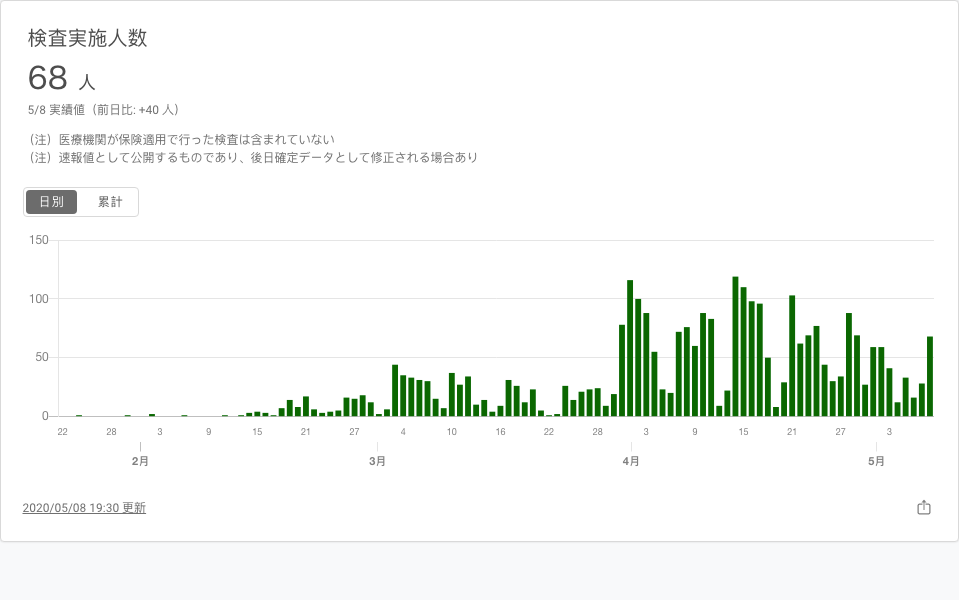 検査実施人数
68 人
5/8 実績値（前日比: +40 人）
（注）医療機関が保険適用で行った検査は含まれていない
（注）速報値として公開するものであり、後日確定データとして修正される場合あり
日別 累計
150
100
50
0
22 28 3 9 15 21 27 4 10 16 22 28 3 9 15 21 27 3
2月 3月 4月 5月
2020/05/08 19:30 更新